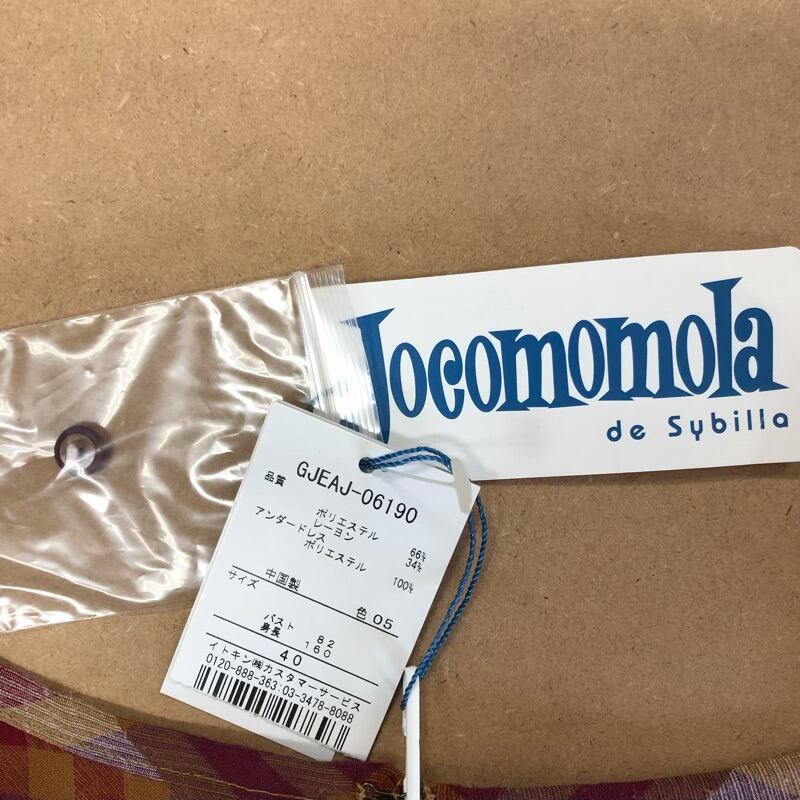 Jocomomola
de Sybilla
GJEAJ-06190
品質
ポリエステル 66%
レーヨン 34%
アンダードレス
ポリエステル 100%
中国製
サイズ 色 05
バスト 82
身長 160
40
イトキン㈱カスタマーサービス
0120-888-363:03-3478-8088